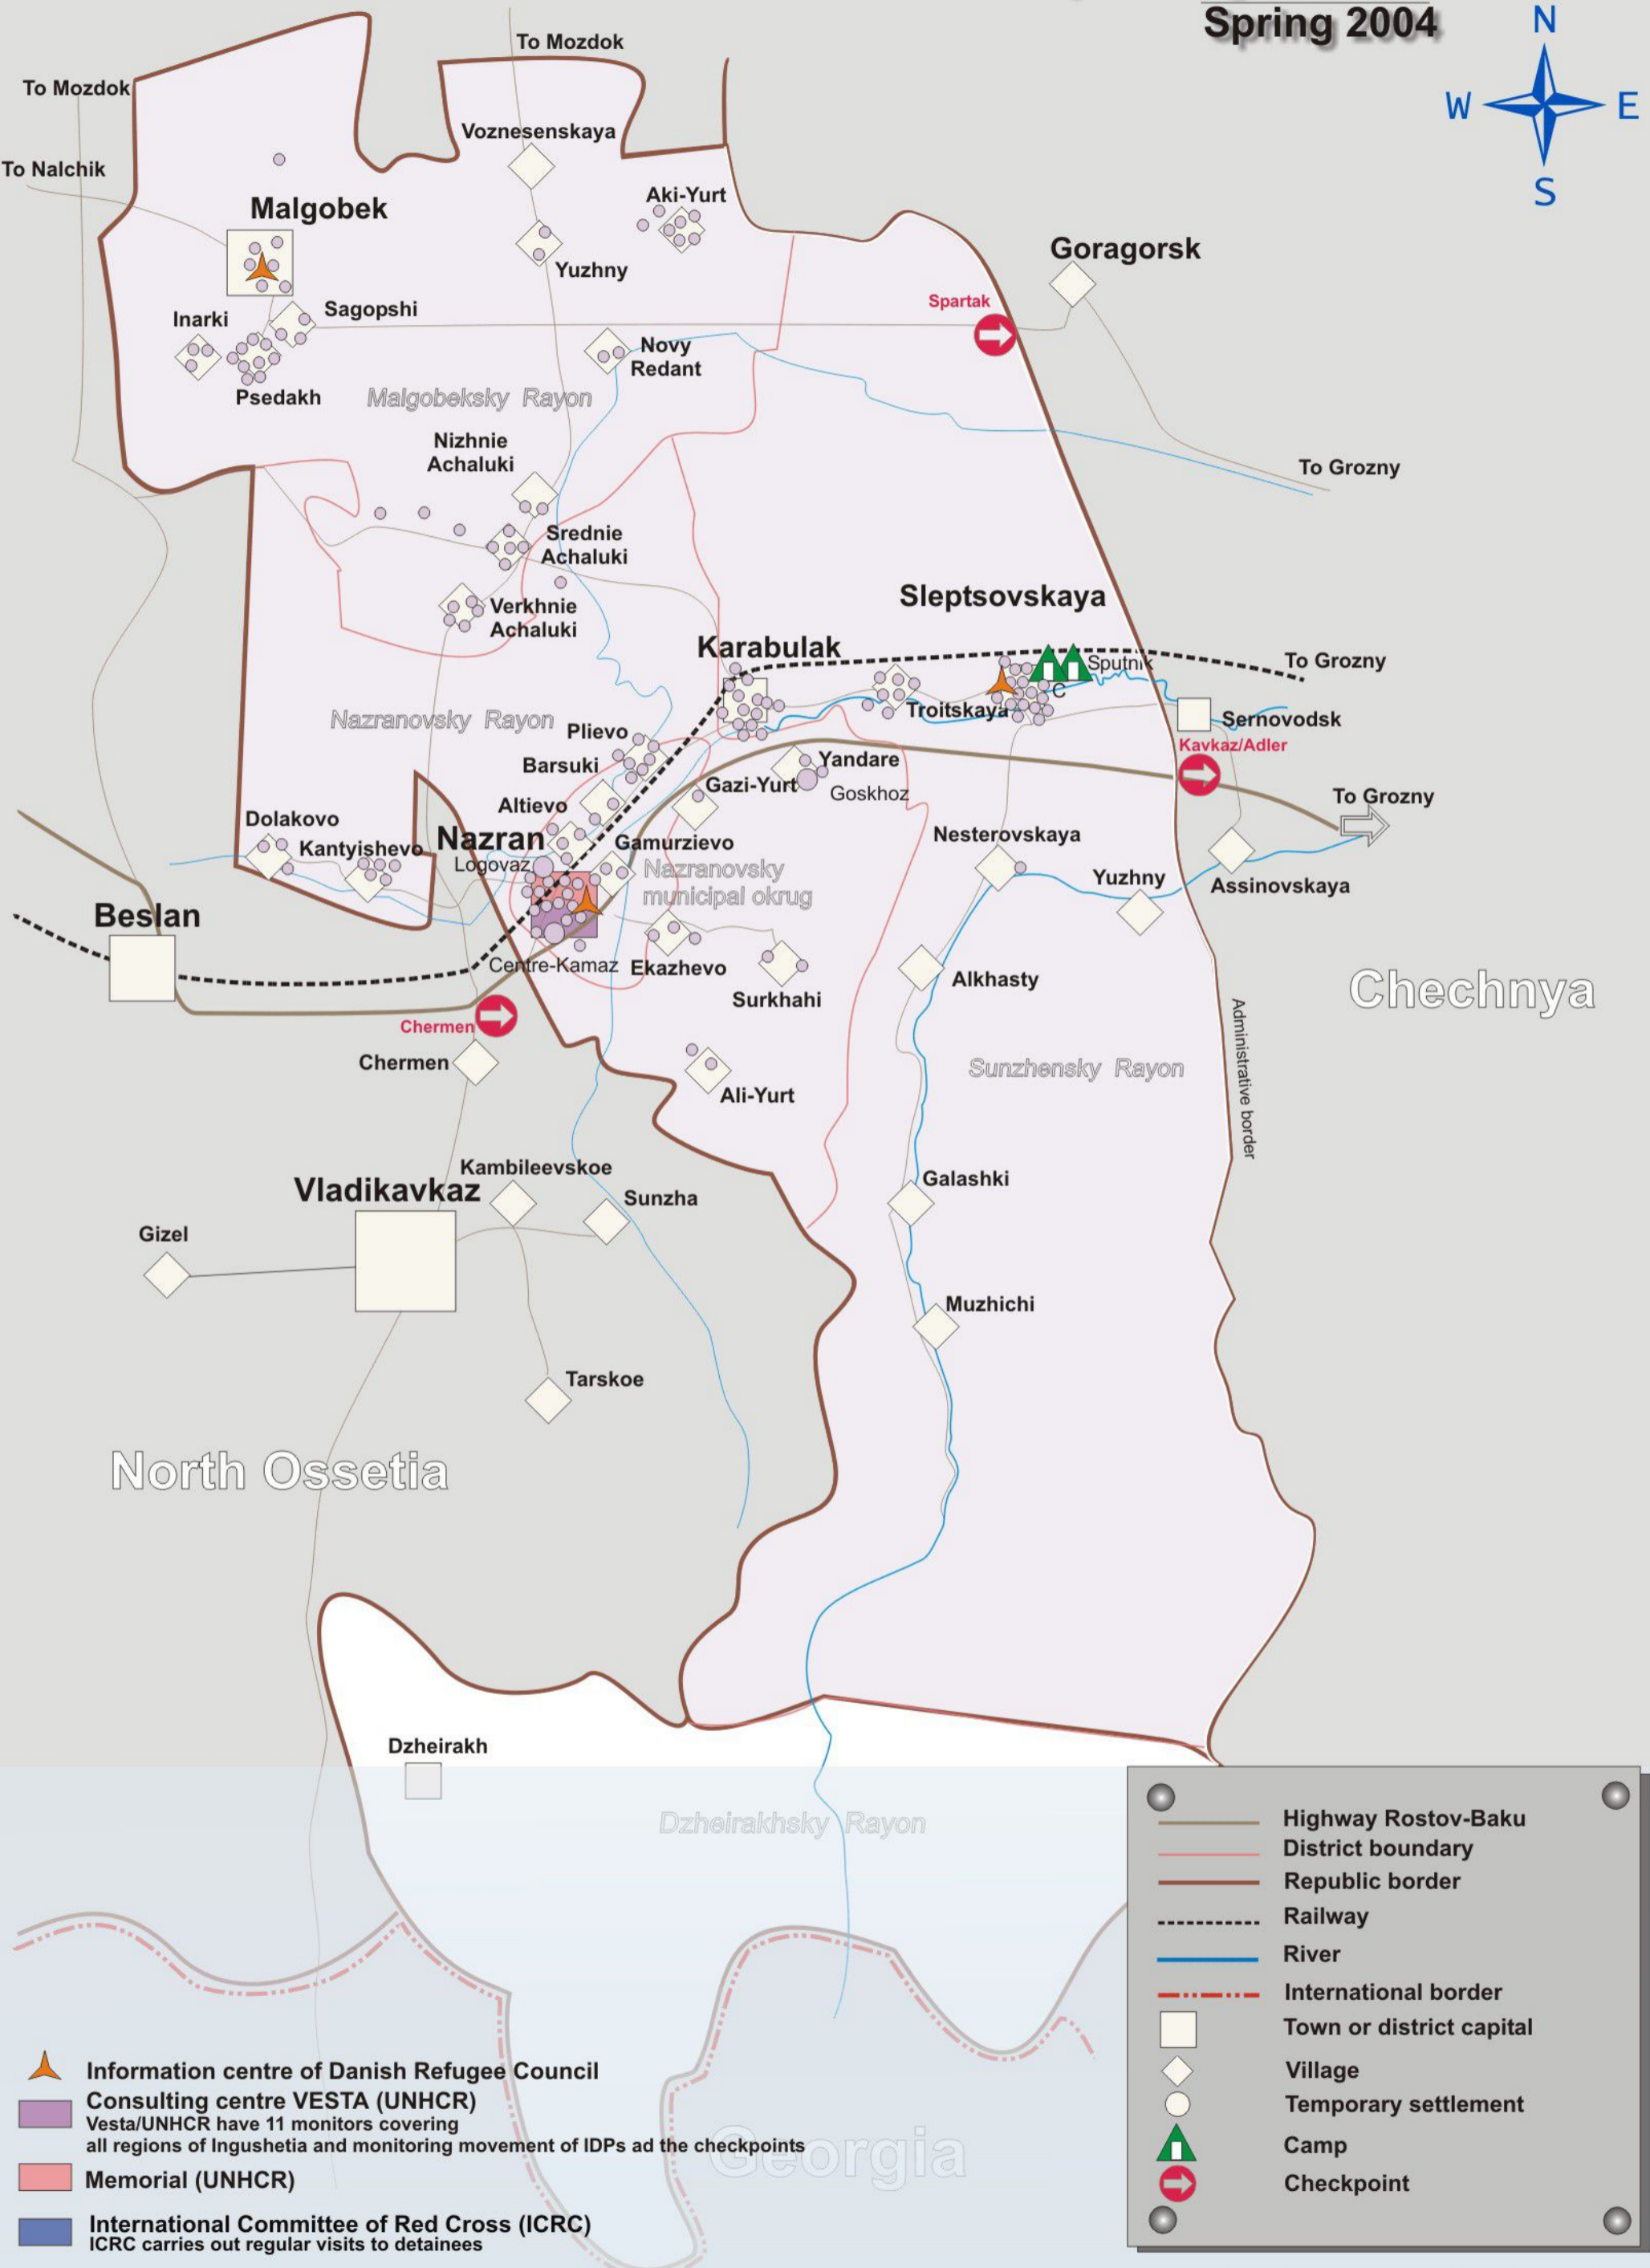 Spring 2004
N
W
E
S
To Mozdok
To Mozdok
To Nalchik
Voznesenskaya
Aki-Yurt
Malgobek
Yuzhny
Goragorsk
Spartak
Sagopshi
Inarki
Novy
Redant
Psedakh
Malgobeksky Rayon
Nizhnie
Achaluki
To Grozny
Srednie
Achaluki
Verkhnie
Achaluki
Sleptsovskaya
Karabulak
Sputnik
C
To Grozny
Troitskaya
Sernovodsk
Nazranovsky Rayon
Plievo
Kavkaz/Adler
Barsuki
Yandare
Gazi-Yurt
Goskhoz
Altievo
To Grozny
Dolakovo
Nazran
Gamurzievo
Nesterovskaya
Kantyishevo
Logovaz
Nazranovsky
municipal okrug
Yuzhny
Assinovskaya
Beslan
Centre-Kamaz
Ekazhevo
Surkhahi
Alkhasty
Chechnya
Chermen
Chermen
Administrative border
Sunzhensky Rayon
Ali-Yurt
Kambileevskoe
Vladikavkaz
Sunzha
Galashki
Gizel
Muzhichi
Tarskoe
North Ossetia
Dzheirakh
Dzheirakhsky Rayon
Georgia
Highway Rostov-Baku
District boundary
Republic border
Railway
River
International border
Town or district capital
Village
Temporary settlement
Camp
Checkpoint
Information centre of Danish Refugee Council
Consulting centre VESTA (UNHCR)
Vesta/UNHCR have 11 monitors covering
all regions of Ingushetia and monitoring movement of IDPs ad the checkpoints
Memorial (UNHCR)
International Committee of Red Cross (ICRC)
ICRC carries out regular visits to detainees